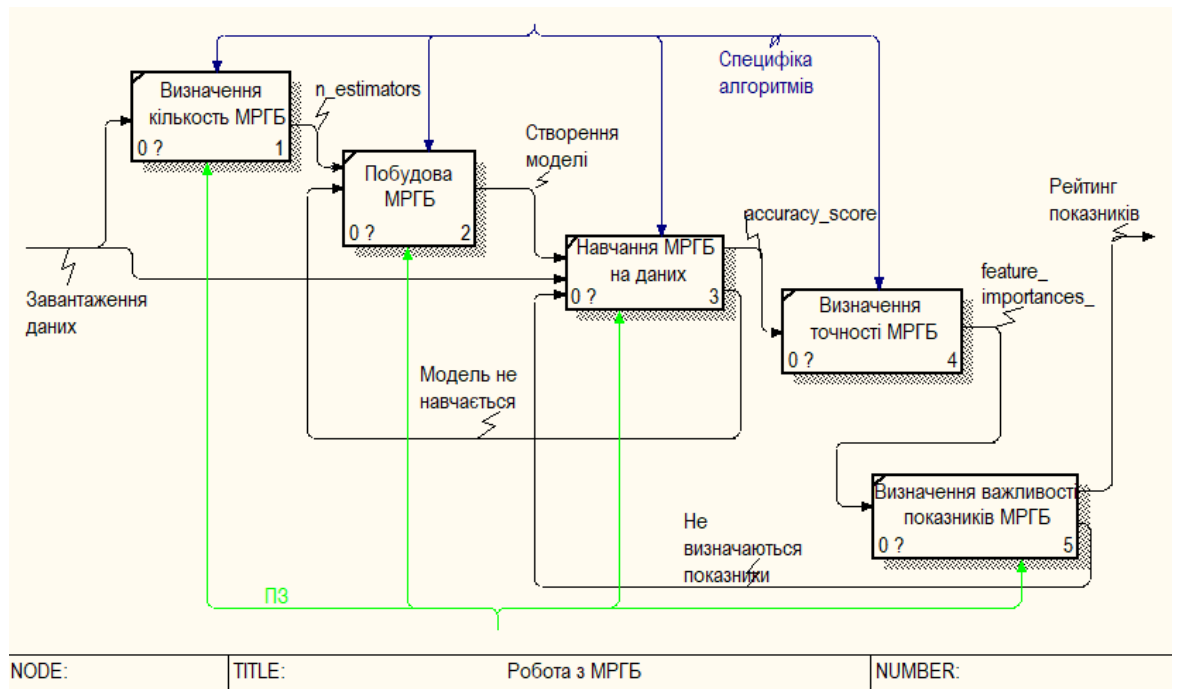 Специфіка
алгоритмів
Визначення
кількость МРГБ
0 ?
1
n_estimators
Побудова
МРГБ
0 ?
2
Створення
моделі
Навчання МРГБ
на даних
0 ?
3
accuracy_score
Рейтинг
показників
Завантаження
даних
feature_
importances_
Визначення
точності МРГБ
0 ?
4
Модель не
навчається
Визначення важливості
показників МРГБ
0 ?
5
Не
визначаються
показники
ПЗ
NODE:
TITLE:
Робота з МРГБ
NUMBER: